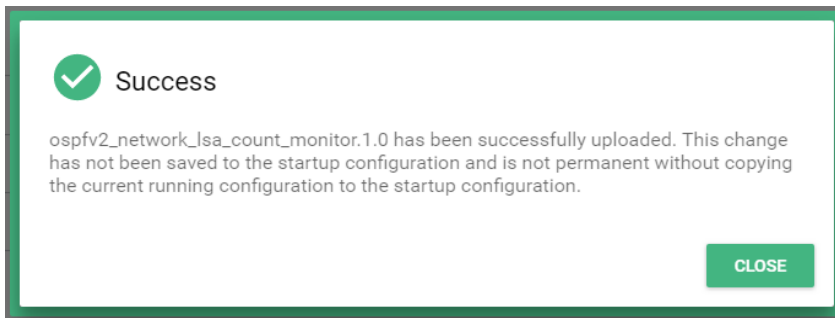 Success
ospfv2_network_lsa_count_monitor.1.0 has been successfully uploaded. This change
has not been saved to the startup configuration and is not permanent without copying
the current running configuration to the startup configuration.
CLOSE